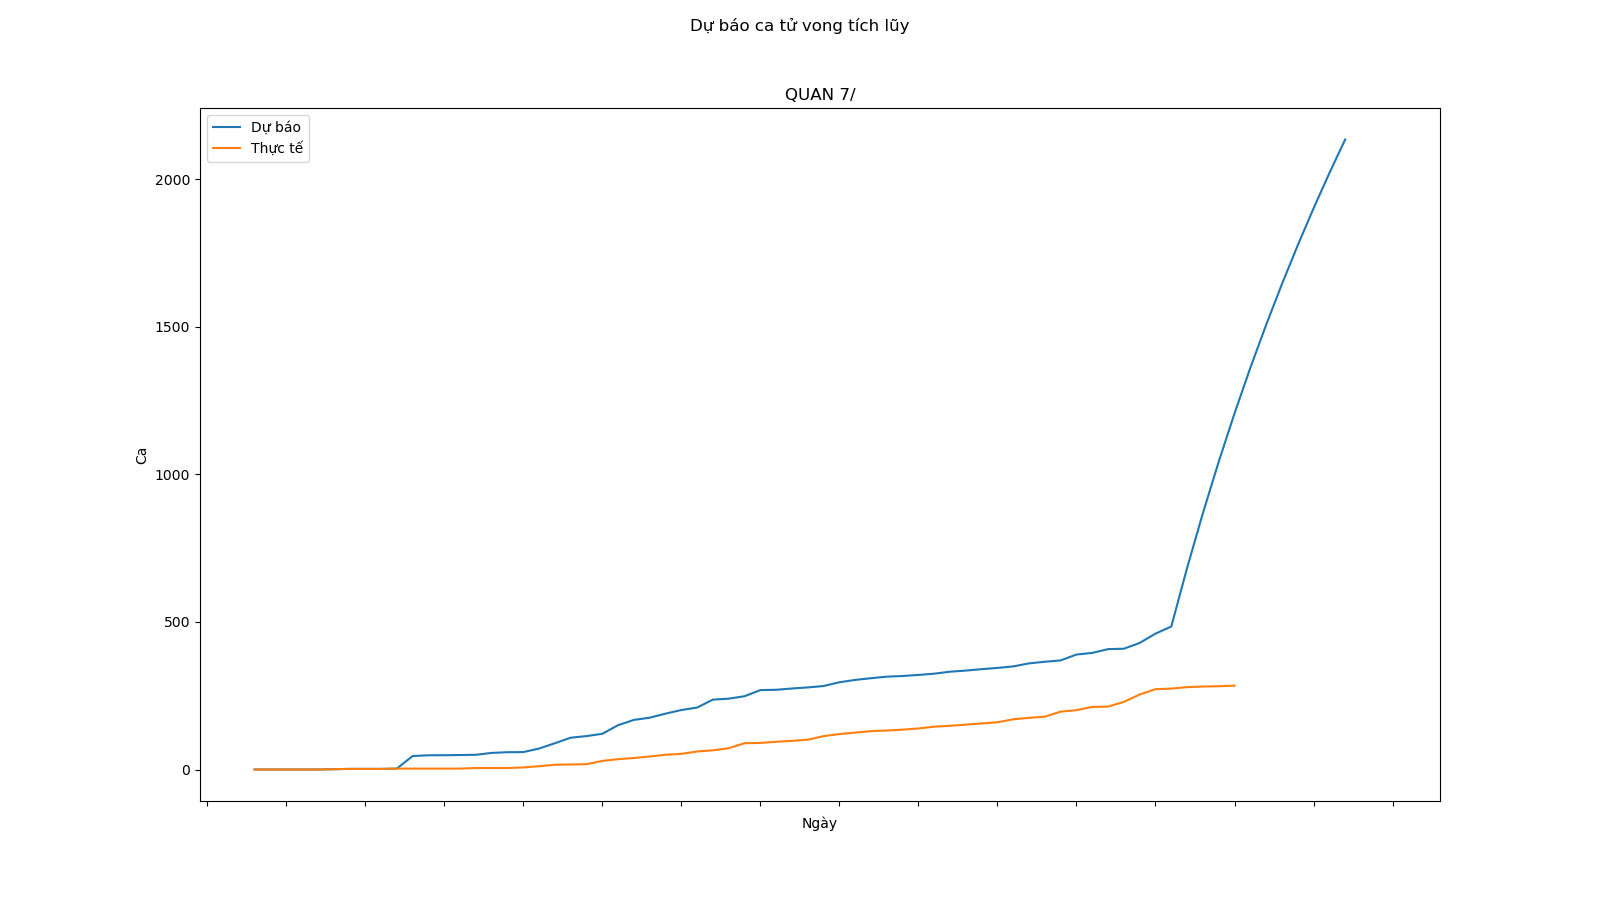 Dự báo ca tử vong tích lũy
QUAN 7/
Dự báo
Thực tế
2000
1500
1000
500
0
Ca
Ngày